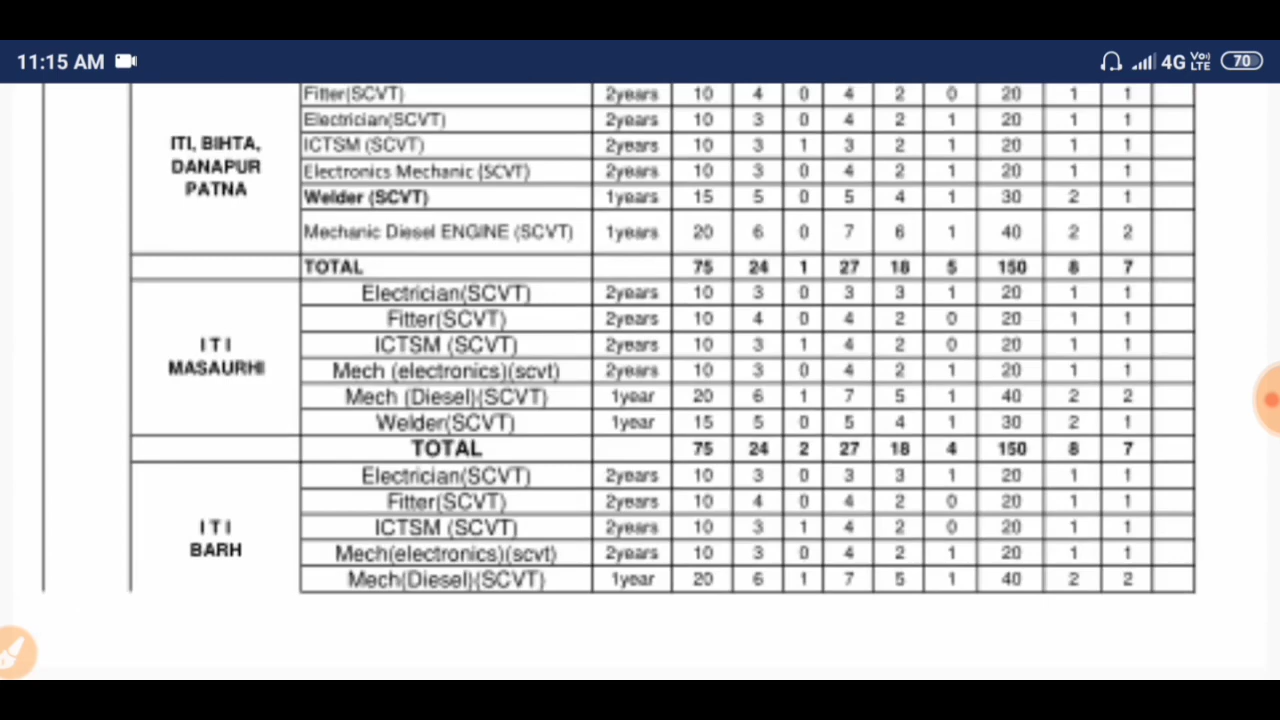 11:15 AM 4G Vo) LTE 70
Fitter(SCVT) 2years 10 4 0 4 2 0 20 1 1
Electrician(SCVT) 2years 10 3 0 4 2 1 20 1 1
ITI, BIHTA, DANAPUR PATNA
ICTSM (SCVT) 2years 10 3 1 3 2 1 20 1 1
Electronics Mechanic (SCVT) 2years 10 3 0 4 2 1 20 1 1
Welder (SCVT) 1years 15 5 0 5 4 1 30 2 1
Mechanic Diesel ENGINE (SCVT) 1years 20 6 0 7 6 1 40 2 2
TOTAL 75 24 1 27 18 5 150 8 7
Electrician(SCVT) 2years 10 3 0 3 3 1 20 1 1
Fitter(SCVT) 2years 10 4 0 4 2 0 20 1 1
I T I MASAURHI
ICTSM (SCVT) 2years 10 3 1 4 2 0 20 1 1
Mech (electronics)(scvt) 2years 10 3 0 4 2 1 20 1 1
Mech (Diesel)(SCVT) 1year 20 6 1 7 5 1 40 2 2
Welder(SCVT) 1year 15 5 0 5 4 1 30 2 1
TOTAL 75 24 2 27 18 4 150 8 7
Electrician(SCVT) 2years 10 3 0 3 3 1 20 1 1
Fitter(SCVT) 2years 10 4 0 4 2 0 20 1 1
I T I BARH
ICTSM (SCVT) 2years 10 3 1 4 2 0 20 1 1
Mech(electronics)(scvt) 2years 10 3 0 4 2 1 20 1 1
Mech(Diesel)(SCVT) 1year 20 6 1 7 5 1 40 2 2